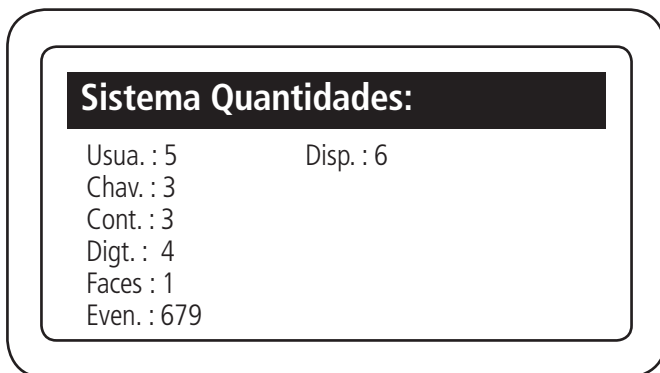 Sistema Quantidades:
Usua. : 5 Disp. : 6
Chav. : 3
Cont. : 3
Digt. : 4
Faces : 1
Even. : 679